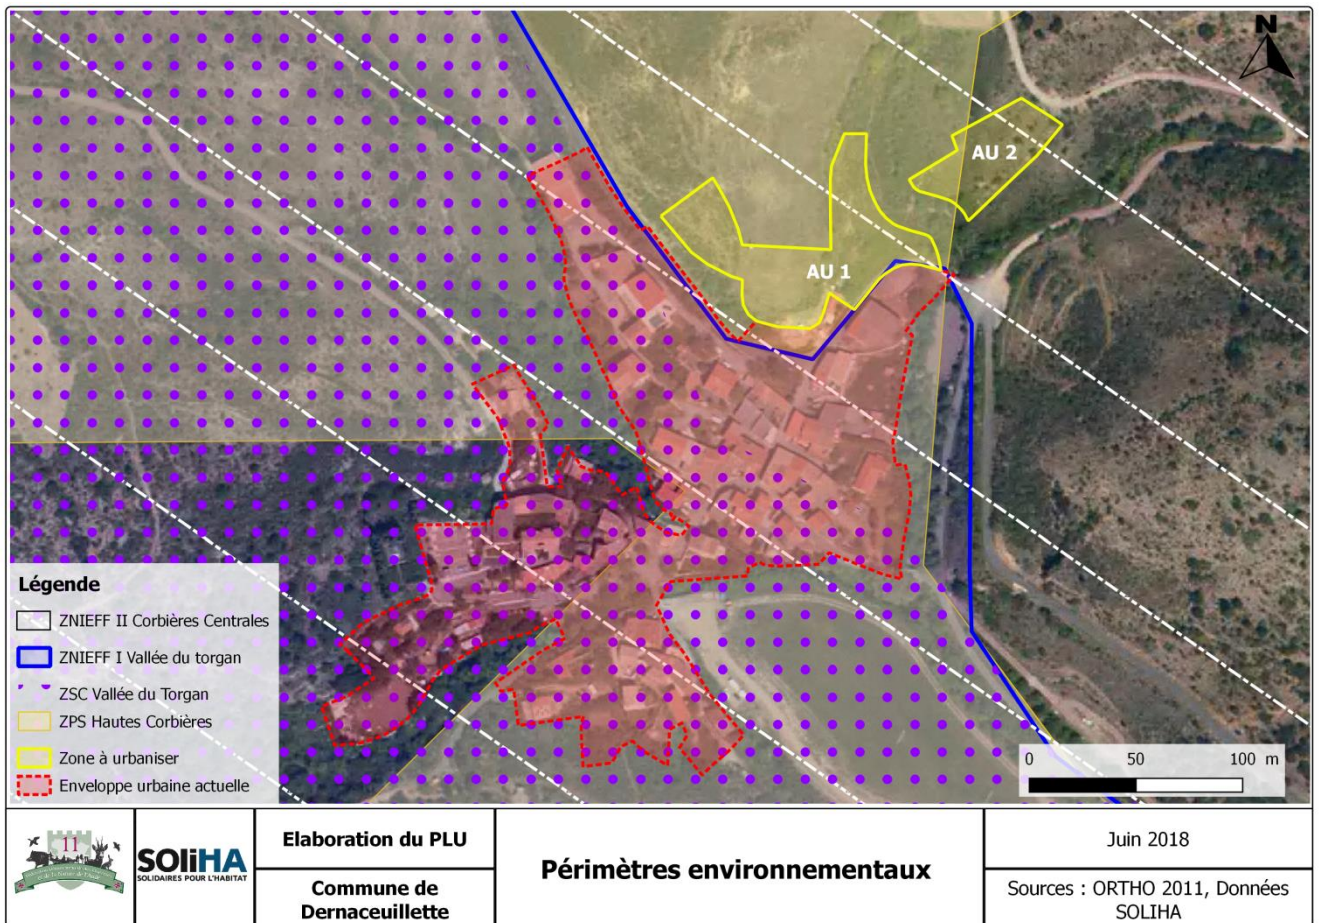 N
AU 2
AU 1
Légende
ZNIEFF II Corbières Centrales
ZNIEFF I Vallée du torgan
ZSC Vallée du Torgan
ZPS Hautes Corbières
Zone à urbaniser
Enveloppe urbaine actuelle
0 50 100 m
11
SOLiHA
SOLIDAIRES POUR L'HABITAT
Elaboration du PLU
Commune de
Dernaceuillette
Périmètres environnementaux
Juin 2018
Sources : ORTHO 2011, Données
SOLIHA